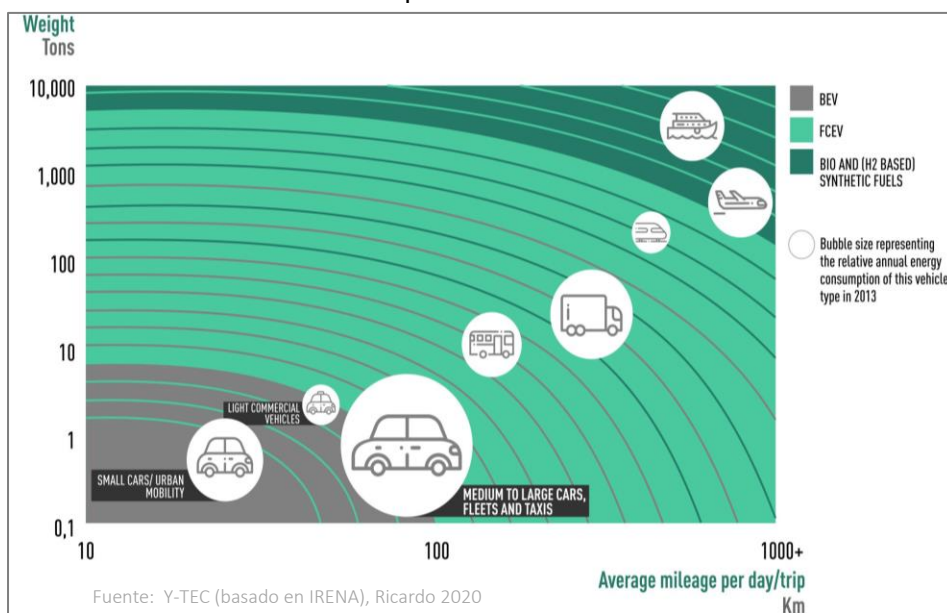 Weight
Tons
10,000
1,000
100
10
1
0,1
10
100
1000+
Average mileage per day/trip
Km
BEV
FCEV
BIO AND (H2 BASED)
SYNTHETIC FUELS
Bubble size representing
the relative annual energy
consumption of this vehicle
type in 2013
LIGHT COMMERCIAL
VEHICLES
SMALL CARS/ URBAN
MOBILITY
MEDIUM TO LARGE CARS,
FLEETS AND TAXIS
Fuente: Y-TEC (basado en IRENA), Ricardo 2020